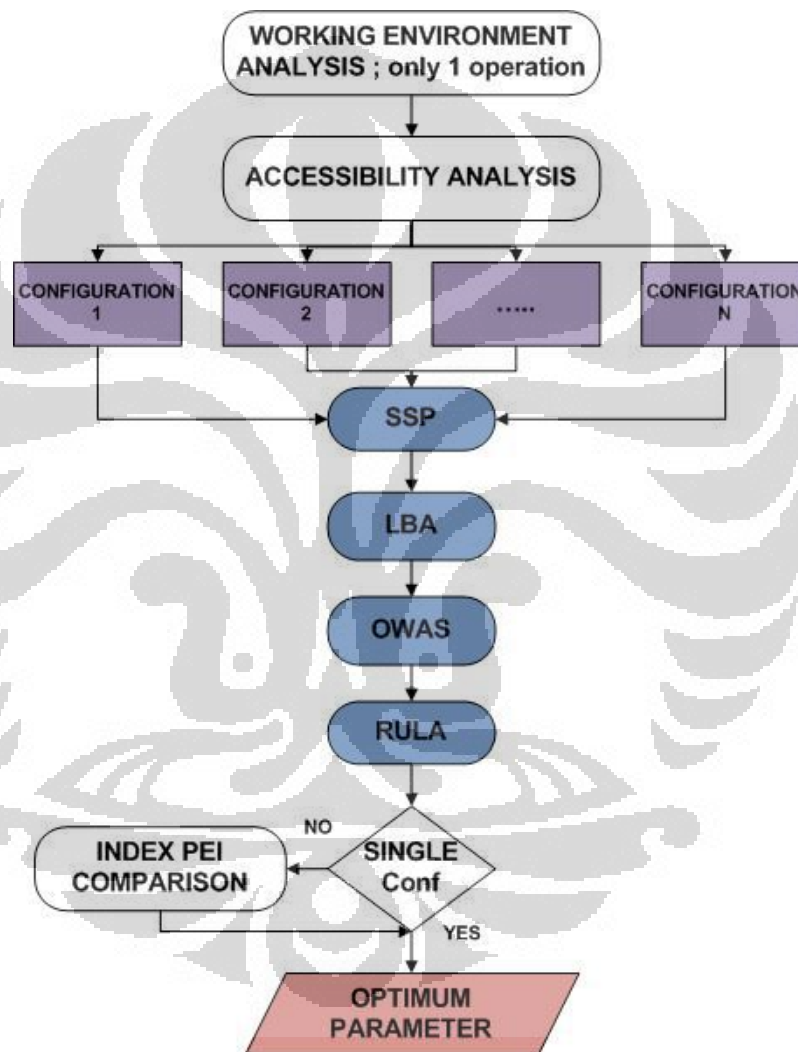 WORKING ENVIRONMENT
ANALYSIS ; only 1 operation
ACCESSIBILITY ANALYSIS
CONFIGURATION
1
CONFIGURATION
2
.....
CONFIGURATION
N
SSP
LBA
OWAS
RULA
NO
INDEX PEI
COMPARISON
SINGLE
Conf
YES
OPTIMUM
PARAMETER